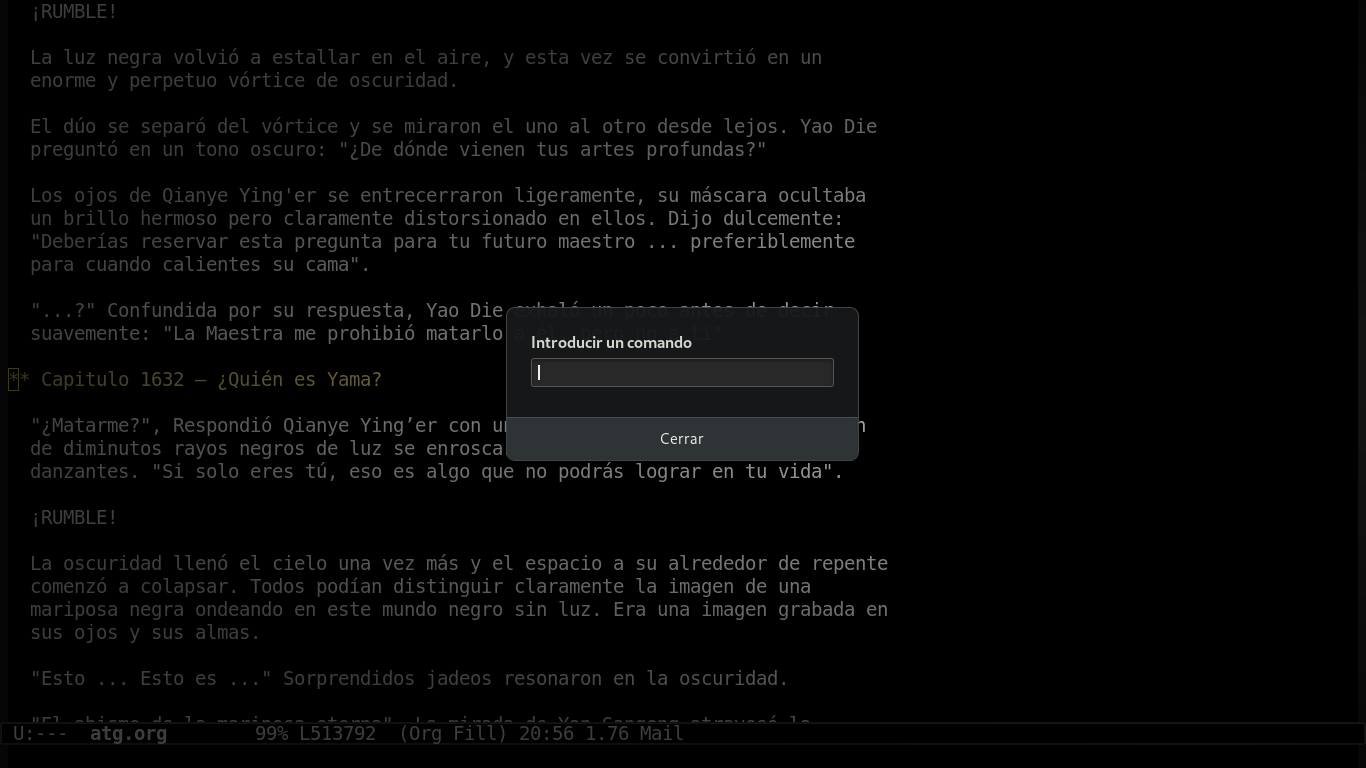 ¡RUMBLE!
La luz negra volvió a estallar en el aire, y esta vez se convirtió en un
enorme y perpetuo vórtice de oscuridad.
El dúo se separó del vórtice y se miraron el uno al otro desde lejos. Yao Die
preguntó en un tono oscuro: "¿De dónde vienen tus artes profundas?"
Los ojos de Qianye Ying'er se entrecerraron ligeramente, su máscara ocultaba
un brillo hermoso pero claramente distorsionado en ellos. Dijo dulcemente:
"Deberías reservar esta pregunta para tu futuro maestro ... preferiblemente
para cuando calientes su cama".
"...?" Confundida por su respuesta, Yao Die exhaló un poco antes de decir
suavemente: "La Maestra me prohibió matarlo a él, pero no a ti"
Introducir un comando
** Capitulo 1632 – ¿Quién es Yama?
"¿Matarme?", Respondió Qianye Ying’er con un
de diminutos rayos negros de luz se enrosca
danzantes. "Si solo eres tú, eso es algo que no podrás lograr en tu vida".
Cerrar
¡RUMBLE!
La oscuridad llenó el cielo una vez más y el espacio a su alrededor de repente
comenzó a colapsar. Todos podían distinguir claramente la imagen de una
mariposa negra ondeando en este mundo negro sin luz. Era una imagen grabada en
sus ojos y sus almas.
"Esto ... Esto es ..." Sorprendidos jadeos resonaron en la oscuridad.
U:--- atg.org 99% L513792 (Org Fill) 20:56 1.76 Mail